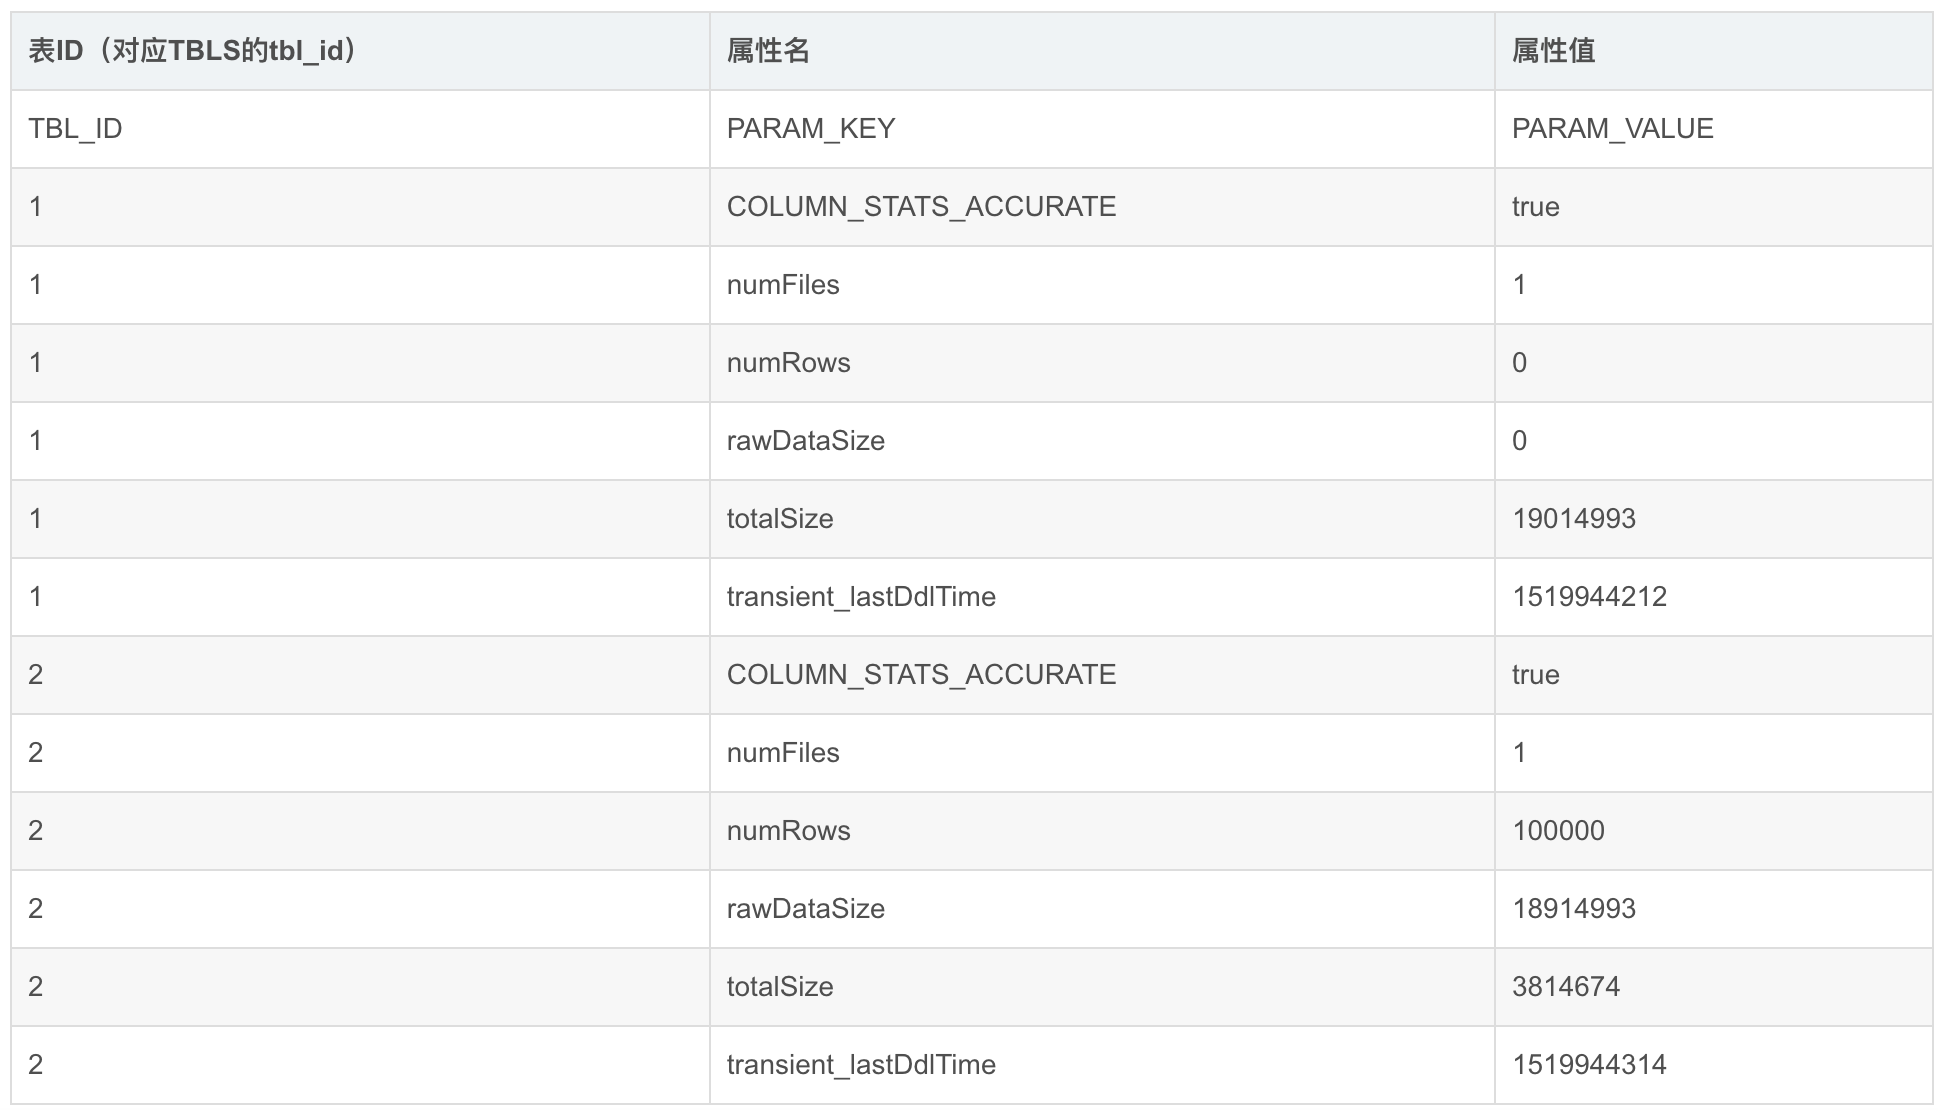 表ID（对应TBLS的tbl_id） 属性名 属性值
TBL_ID PARAM_KEY PARAM_VALUE
1 COLUMN_STATS_ACCURATE true
1 numFiles 1
1 numRows 0
1 rawDataSize 0
1 totalSize 19014993
1 transient_lastDdlTime 1519944212
2 COLUMN_STATS_ACCURATE true
2 numFiles 1
2 numRows 100000
2 rawDataSize 18914993
2 totalSize 3814674
2 transient_lastDdlTime 1519944314